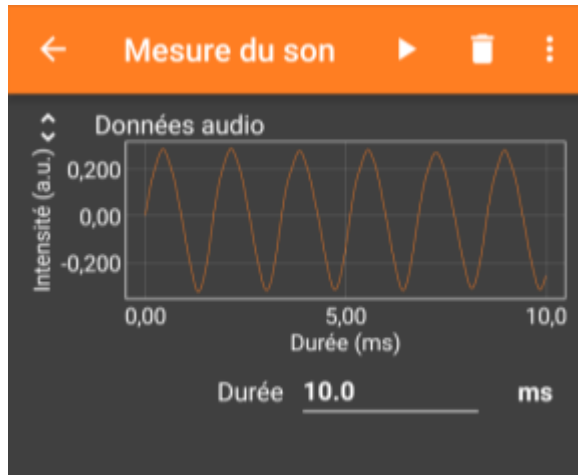 Mesure du son
Données audio
Intensité (a.u.)
0,200
0,00
-0,200
0,00 5,00 10,0
Durée (ms)
Durée 10.0 ms